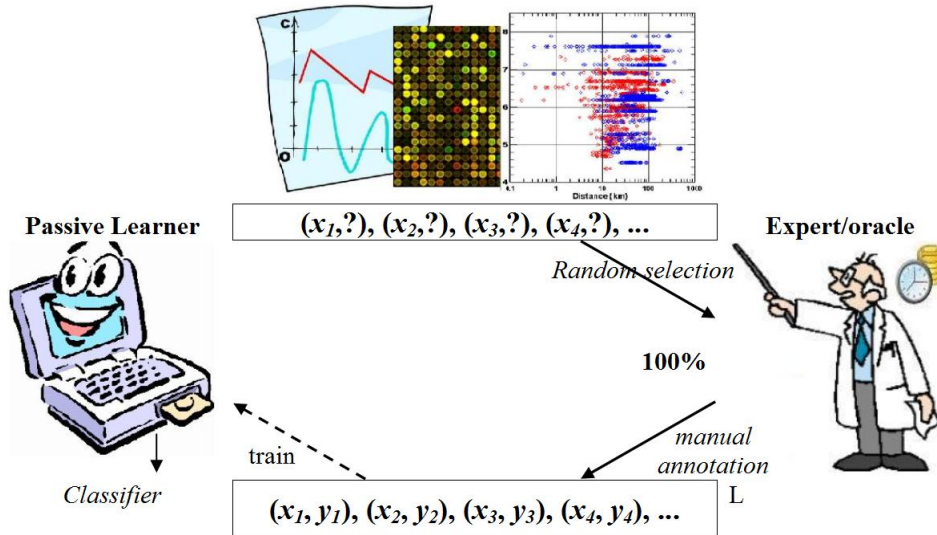 C
O
8
7
6
5
4
0.1
1
10
100
1000
Distance [km]
(x1,?), (x2,?), (x3,?), (x4,?), ...
Passive Learner
Expert/oracle
Random selection
100%
manual
annotation
train
L
Classifier
(x1, y1), (x2, y2), (x3, y3), (x4, y4), ...